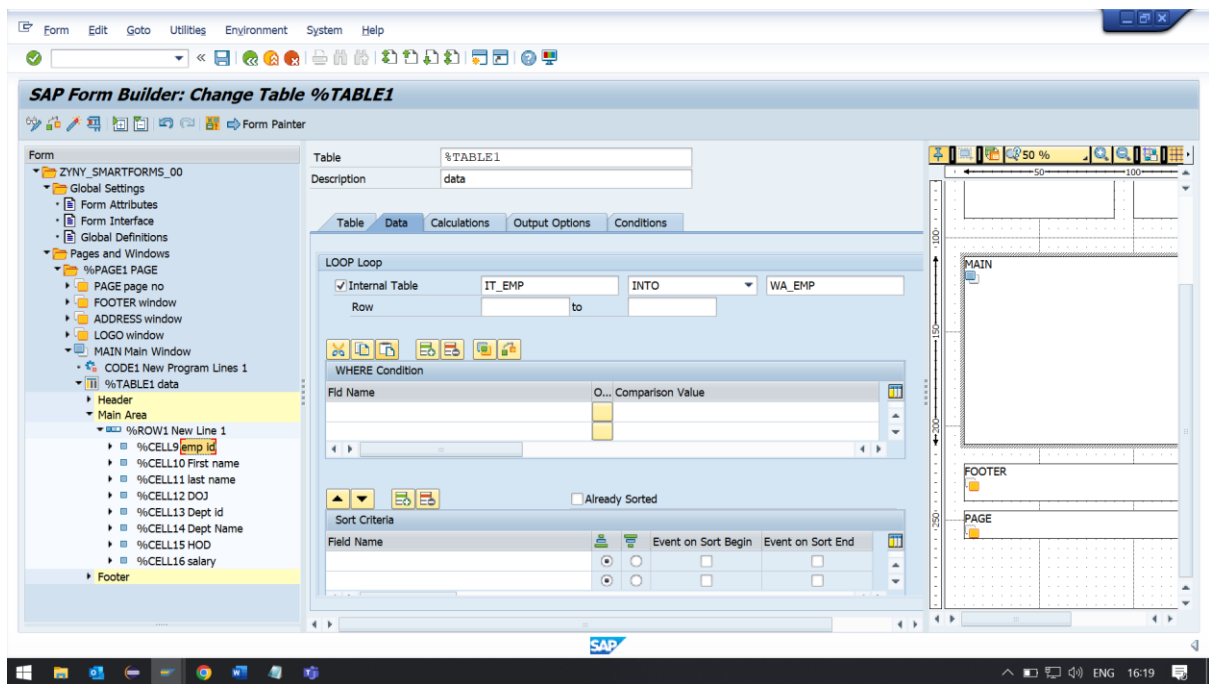 Form Edit Goto Utilities Environment System Help
SAP Form Builder: Change Table %TABLE1
Form Painter
Form
ZYNY_SMARTFORMS_00
Global Settings
Form Attributes
Form Interface
Global Definitions
Pages and Windows
%PAGE1 PAGE
PAGE page no
FOOTER window
ADDRESS window
LOGO window
MAIN Main Window
CODE1 New Program Lines 1
%TABLE1 data
Header
Main Area
%ROW1 New Line 1
%CELL9 emp id
%CELL10 First name
%CELL11 last name
%CELL12 DOJ
%CELL13 Dept id
%CELL14 Dept Name
%CELL15 HOD
%CELL16 salary
Footer
Table %TABLE1
Description data
Table Data Calculations Output Options Conditions
LOOP Loop
Internal Table IT_EMP INTO WA_EMP
Row to
WHERE Condition
Fld Name O... Comparison Value
Already Sorted
Sort Criteria
Field Name Event on Sort Begin Event on Sort End
50 %
50 100
100
150
200
250
MAIN
FOOTER
PAGE
SAP
ENG 16:19